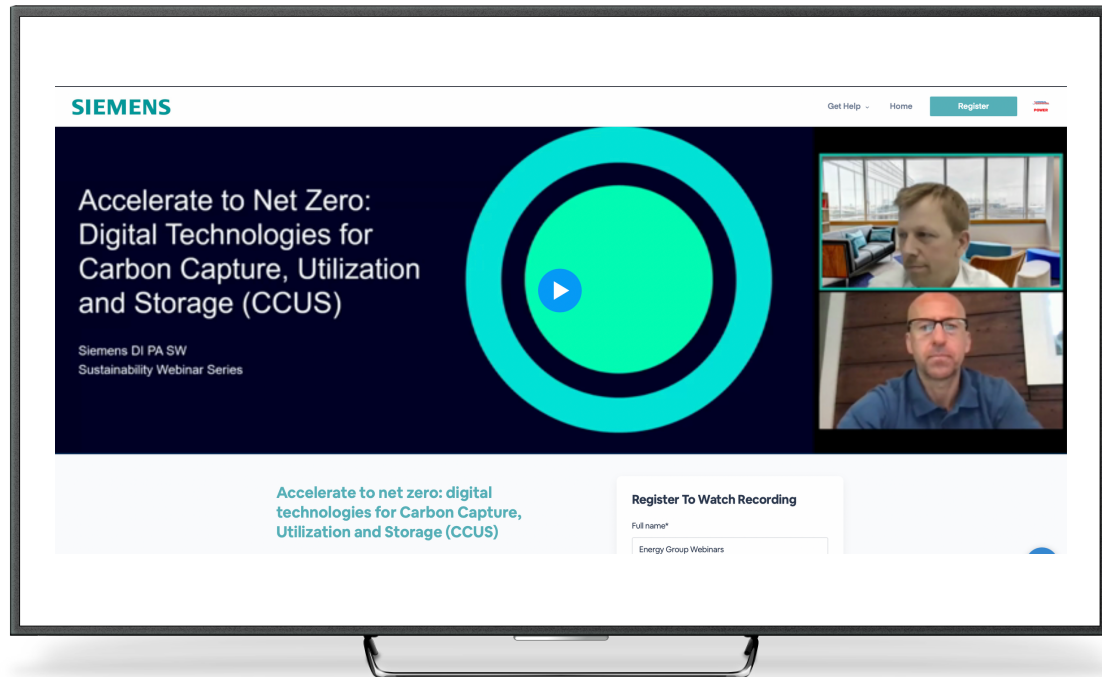 SIEMENS
Get Help
Home
Register
POWER
Accelerate to Net Zero:
Digital Technologies for
Carbon Capture, Utilization
and Storage (CCUS)
Siemens DI PA SW
Sustainability Webinar Series
Accelerate to net zero: digital
technologies for Carbon Capture,
Utilization and Storage (CCUS)
Register To Watch Recording
Full name*
Energy Group Webinars